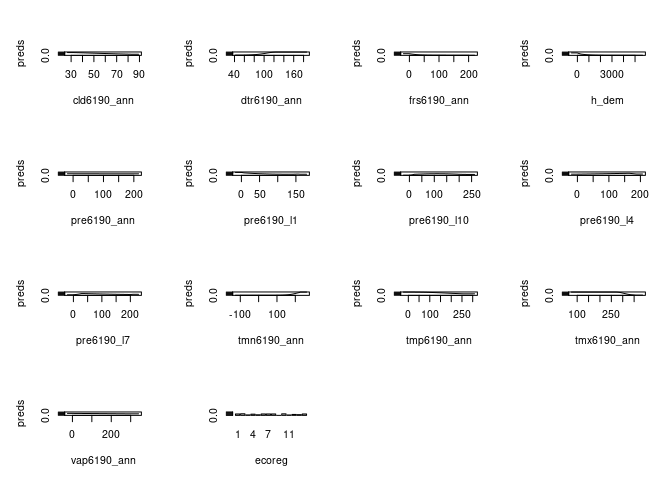 preds 0.0 preds 0.0 preds 0.0 preds 0.0
30 50 70 90 40 100 160 0 100 200 0 3000
cld6190_ann dtr6190_ann frs6190_ann h_dem
preds 0.0 preds 0.0 preds 0.0 preds 0.0
0 100 200 0 50 150 0 100 250 0 100 200
pre6190_ann pre6190_l1 pre6190_l10 pre6190_l4
preds 0.0 preds 0.0 preds 0.0 preds 0.0
0 100 200 -100 100 0 100 250 100 250
pre6190_l7 tmn6190_ann tmp6190_ann tmx6190_ann
preds 0.0 preds 0.0
0 200 1 4 7 11
vap6190_ann ecoreg